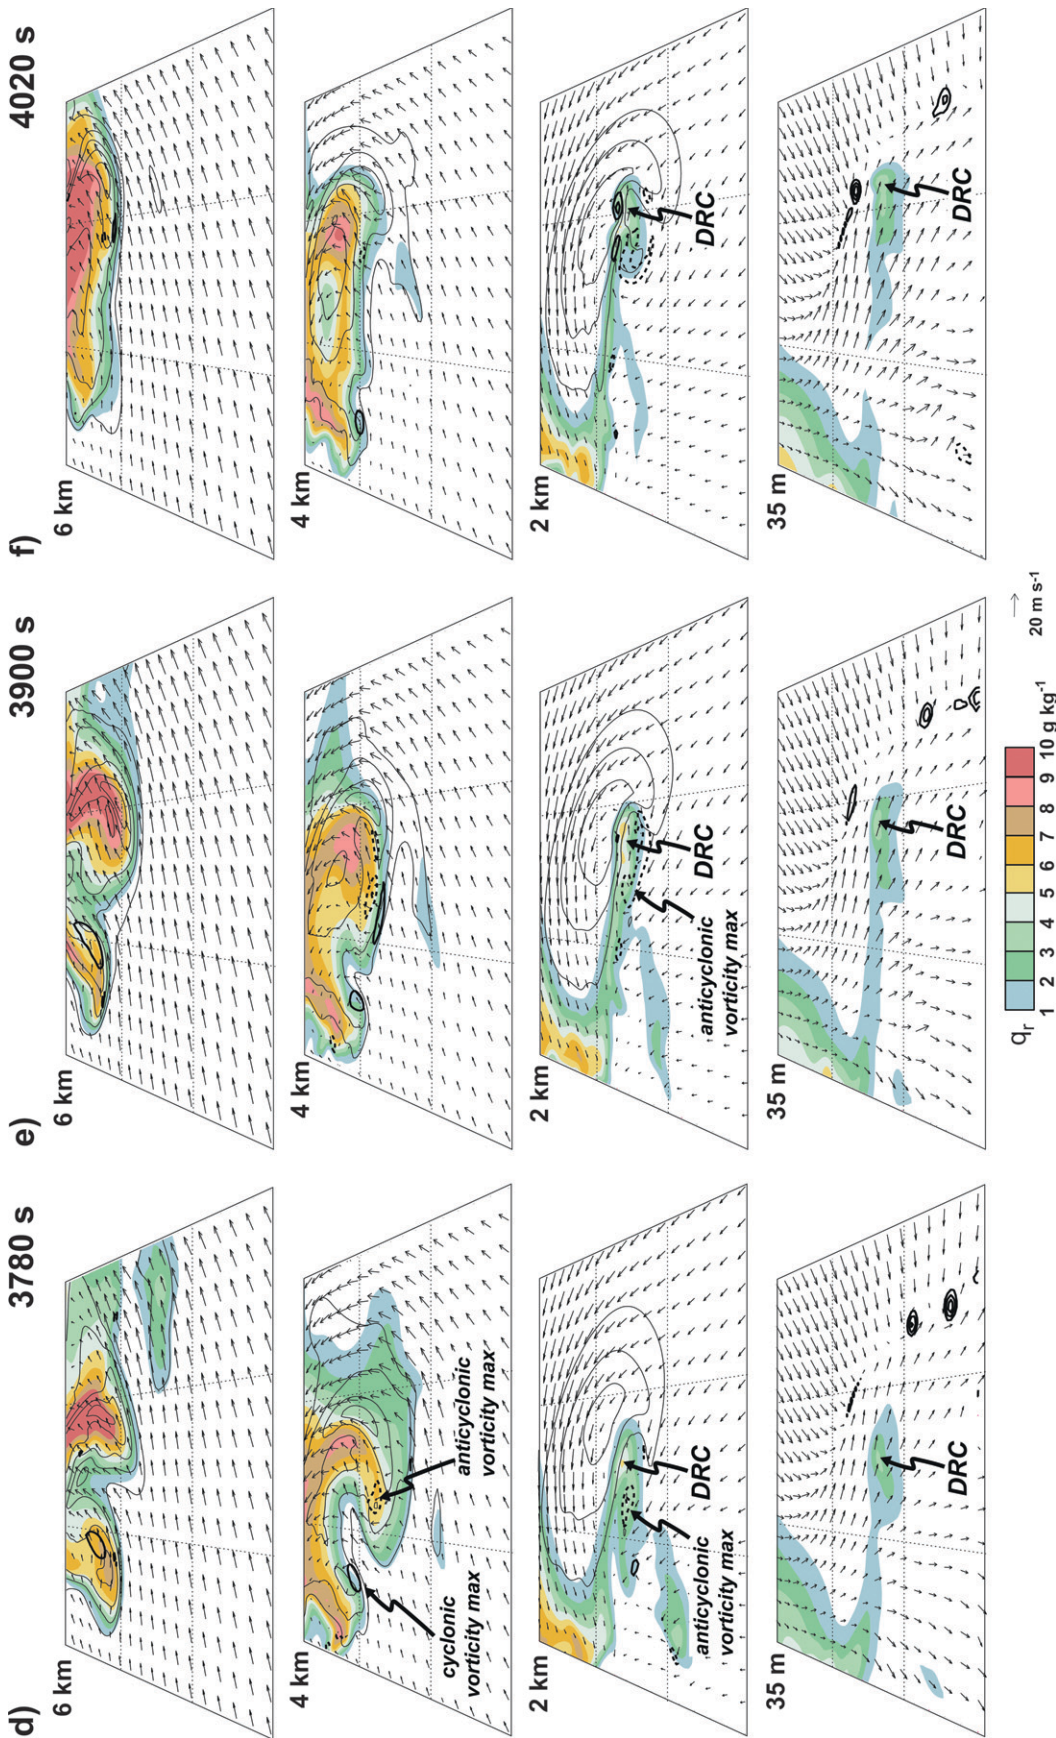 d)
3780 s
6 km
4 km
cyclonic
vorticity max
anticyclonic
vorticity max
2 km
anticyclonic
vorticity max
DRC
35 m
DRC
e)
3900 s
6 km
4 km
2 km
anticyclonic
vorticity max
DRC
35 m
DRC
f)
4020 s
6 km
4 km
2 km
DRC
35 m
DRC
qr
1 2 3 4 5 6 7 8 9 10 g kg-1
20 m s-1